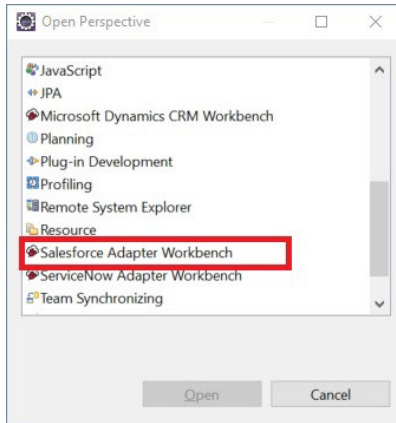 Open Perspective
JavaScript
JPA
Microsoft Dynamics CRM Workbench
Planning
Plug-in Development
Profiling
Remote System Explorer
Resource
Salesforce Adapter Workbench
ServiceNow Adapter Workbench
Team Synchronizing
Open
Cancel